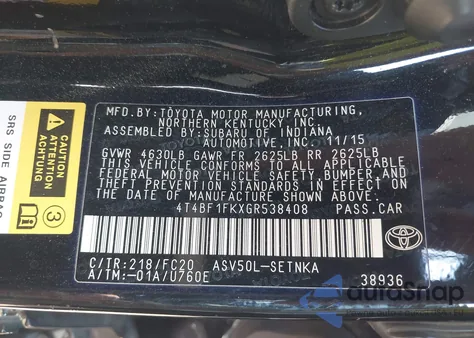 MFD. BY: TOYOTA MOTOR MANUFACTURING,
NORTHERN KENTUCKY, INC.
ASSEMBLED BY: SUBARU OF INDIANA
AUTOMOTIVE, INC. 11/15
GVWR 4630LB GAWR FR 2625LB RR 2625LB
THIS VEHICLE CONFORMS TO ALL APPLICABLE
FEDERAL MOTOR VEHICLE SAFETY, BUMPER, AND
THEFT PREVENTION STANDARDS IN EFFECT ON
THE DATE OF MANUFACTURE SHOWN ABOVE.
4T4BF1FKXGR538408 PASS.CAR
C/TR:218/FC20 ASV50L-SETNKA
A/TM:-01A/U760E 38936
TOYOTA
SRS SIDE AIRBAG
ATTENTION
CAUTION
ACHTUNG
3
autoSnap